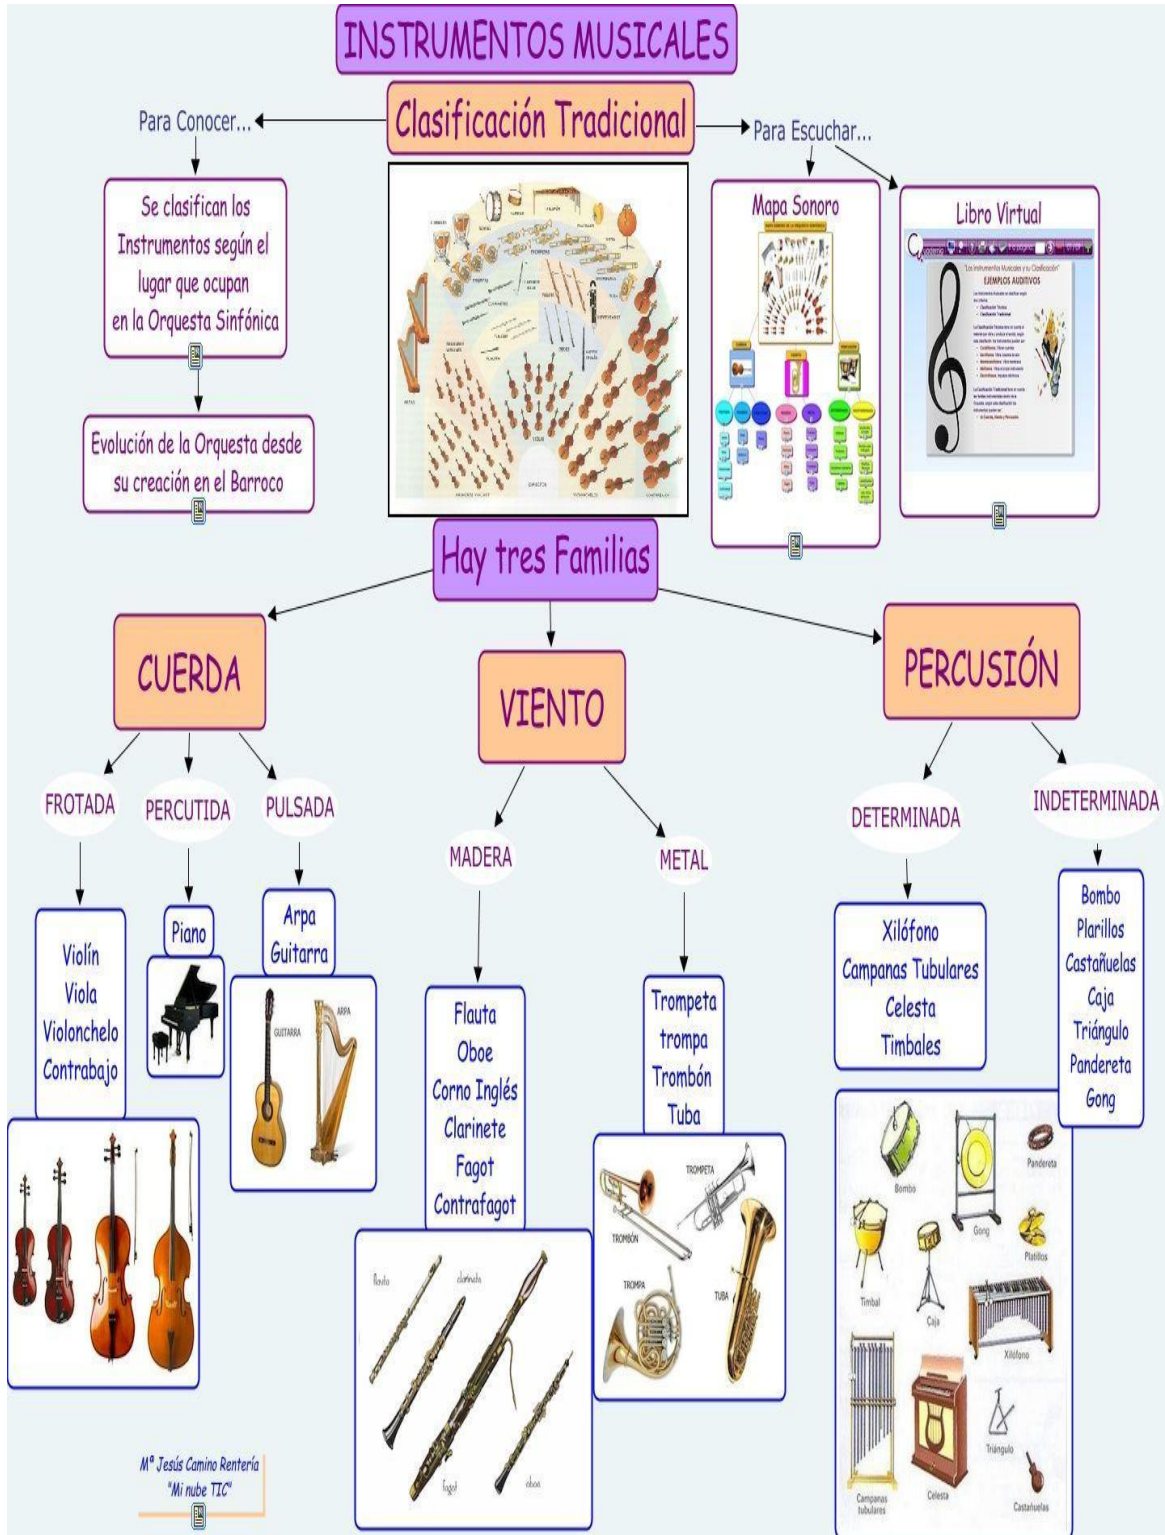 INSTRUMENTOS MUSICALES
Clasificación Tradicional
Para Conocer...
Para Escuchar...
Se clasifican los
Instrumentos según el
lugar que ocupan
en la Orquesta Sinfónica
Evolución de la Orquesta desde
su creación en el Barroco
Mapa Sonoro
Libro Virtual
"Los Instrumentos Musicales y su Clasificación"
EJEMPLOS AUDITIVOS
Hay tres Familias
CUERDA
VIENTO
PERCUSIÓN
FROTADA
PERCUTIDA
PULSADA
MADERA
METAL
DETERMINADA
INDETERMINADA
Violín
Viola
Violonchelo
Contrabajo
Piano
Arpa
Guitarra
GUITARRA
ARPA
Flauta
Oboe
Corno Inglés
Clarinete
Fagot
Contrafagot
flauta
clarinete
fagot
oboe
Trompeta
trompa
Trombón
Tuba
TROMPETA
TROMBÓN
TROMPA
TUBA
Xilófono
Campanas Tubulares
Celesta
Timbales
Bombo
Plarillos
Castañuelas
Caja
Triángulo
Pandereta
Gong
Bombo
Gong
Pandereta
Timbal
Caja
Platillos
Xilófono
Campanas
tubulares
Celesta
Triángulo
Castañuelas
Mª Jesús Camino Rentería
"Mi nube TIC"